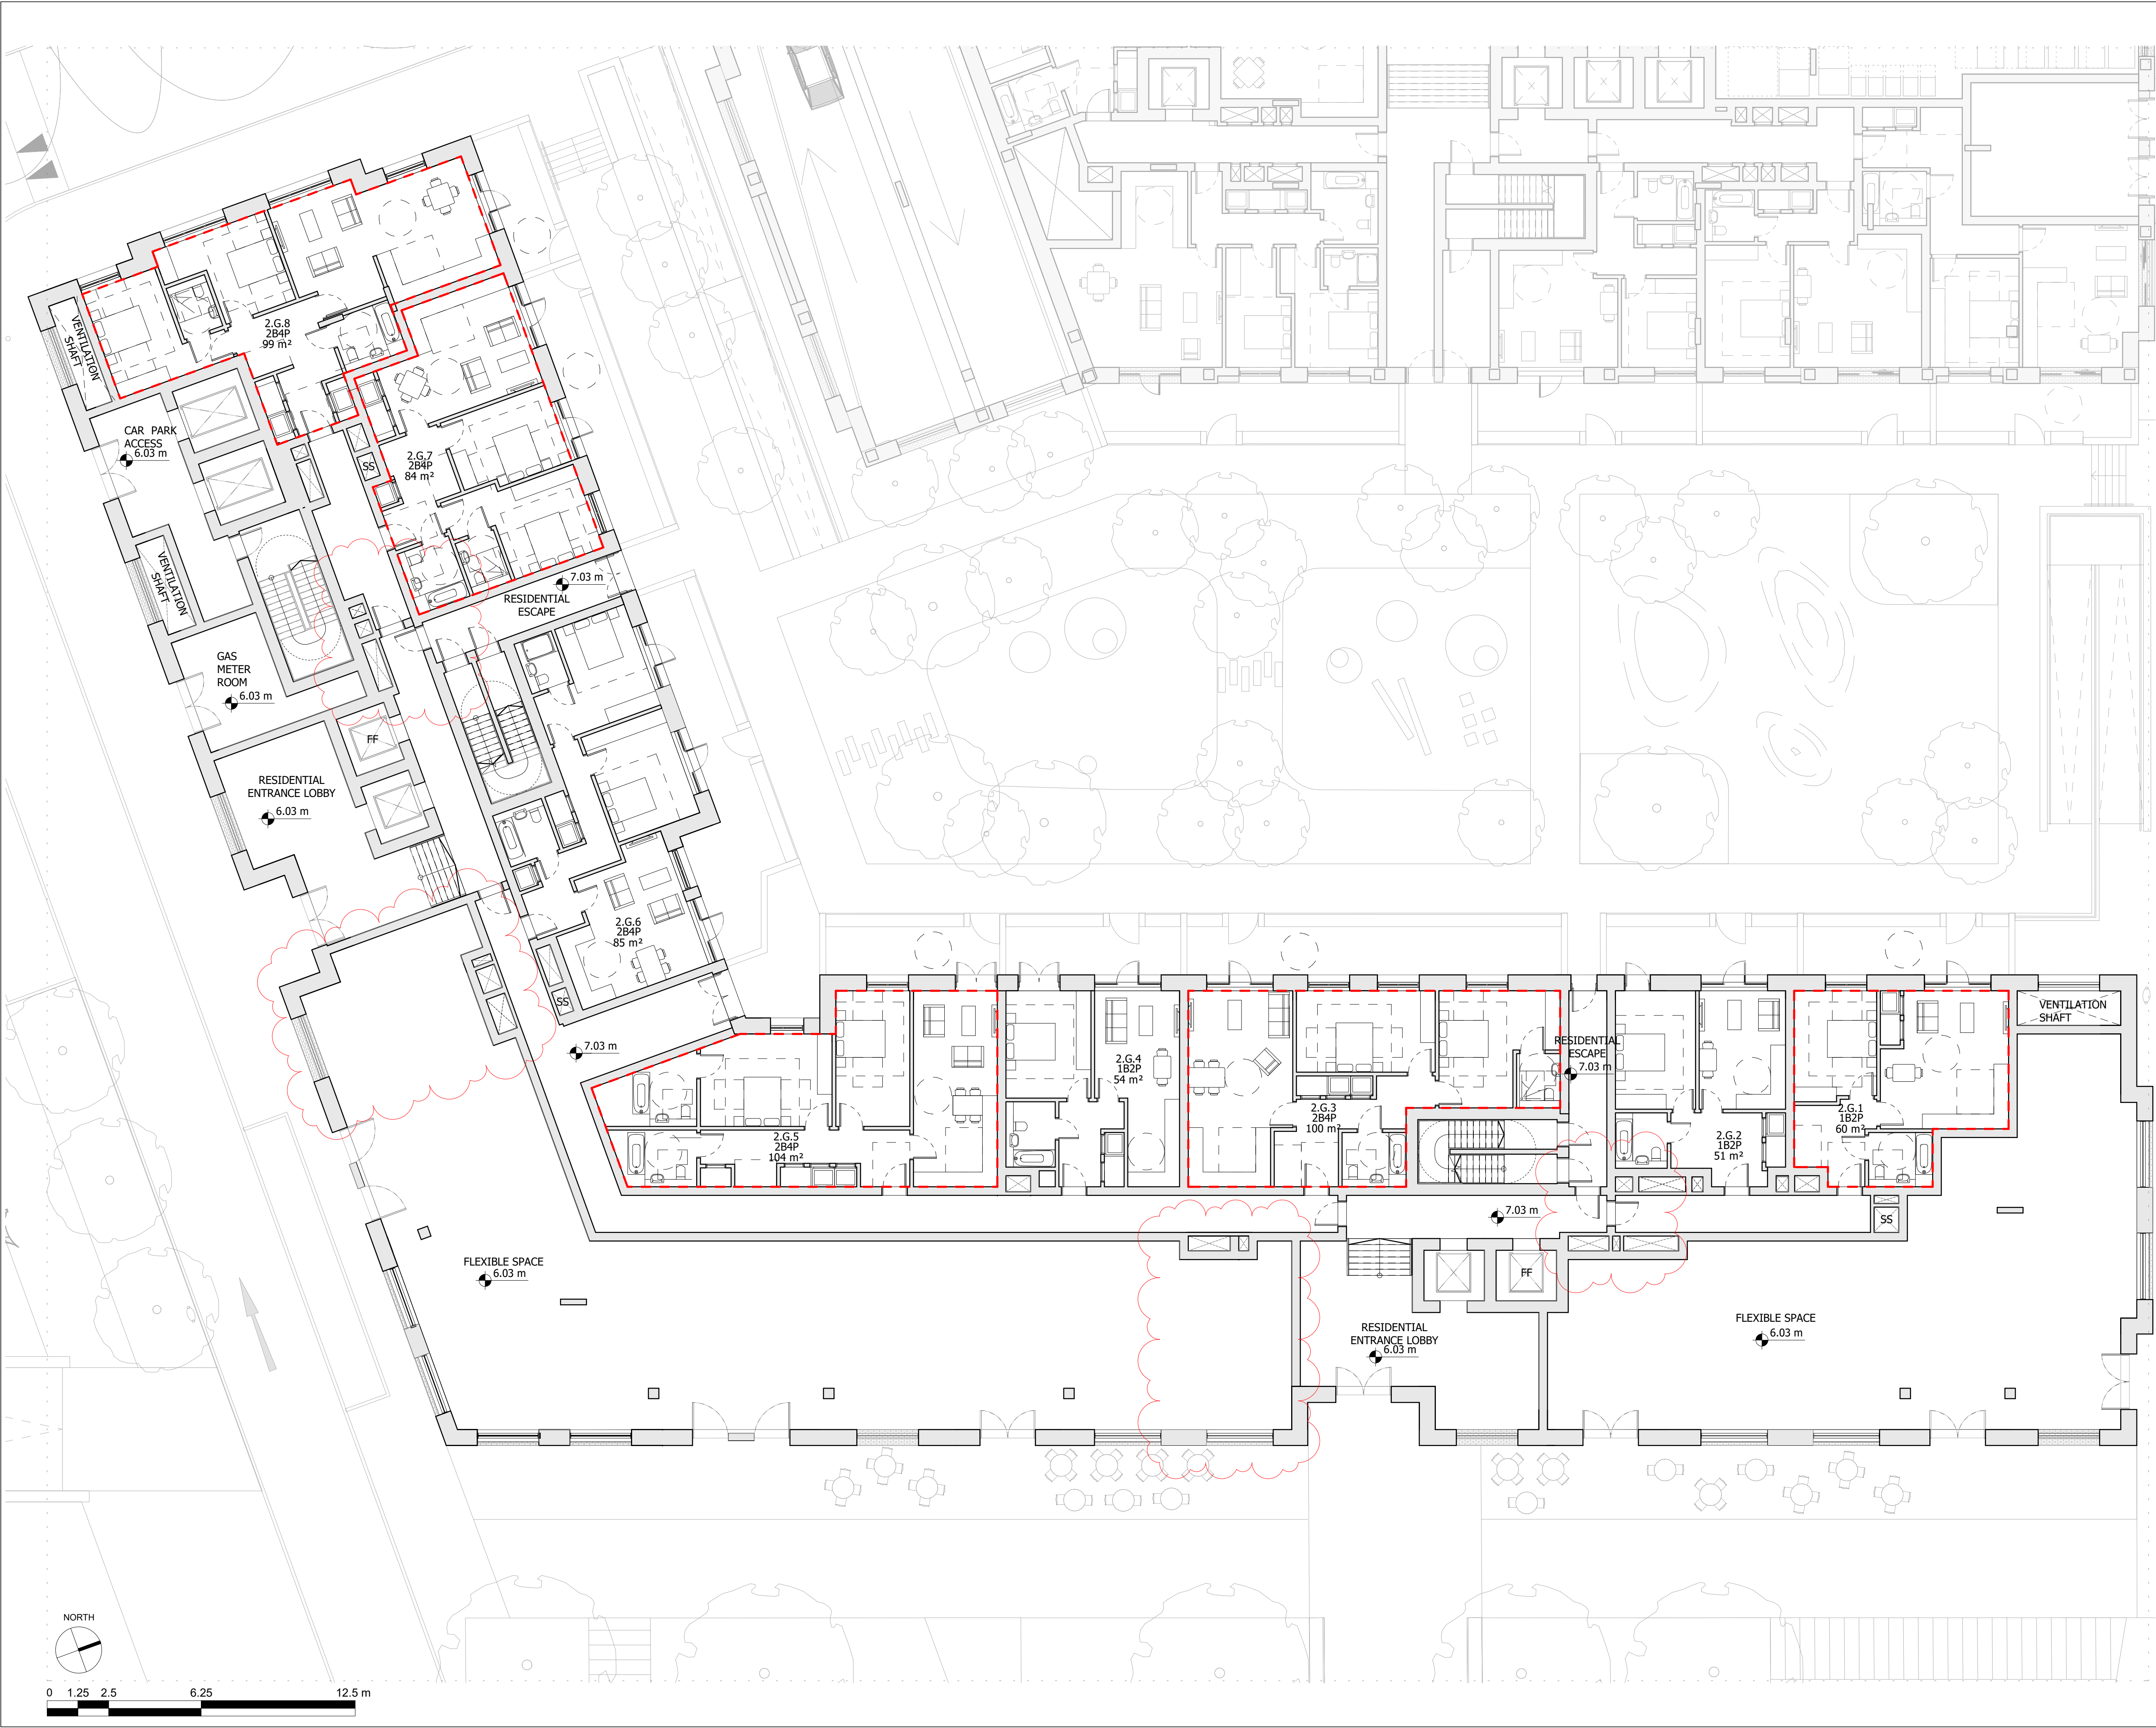 2.G.8
2B4P
99 m²
VENTILATION
SHAFT
CAR PARK
ACCESS
6.03 m
SS
2.G.7
2B4P
84 m²
VENTILATION
SHAFT
7.03 m
RESIDENTIAL
ESCAPE
GAS
METER
ROOM
6.03 m
FF
RESIDENTIAL
ENTRANCE LOBBY
6.03 m
2.G.6
2B4P
85 m²
SS
7.03 m
2.G.5
2B4P
104 m²
2.G.4
1B2P
54 m²
2.G.3
2B4P
100 m²
RESIDENTIAL
ESCAPE
7.03 m
2.G.2
1B2P
51 m²
2.G.1
1B2P
60 m²
VENTILATION
SHAFT
7.03 m
SS
FLEXIBLE SPACE
6.03 m
FF
RESIDENTIAL
ENTRANCE LOBBY
6.03 m
FLEXIBLE SPACE
6.03 m
NORTH
0 1.25 2.5 6.25 12.5 m